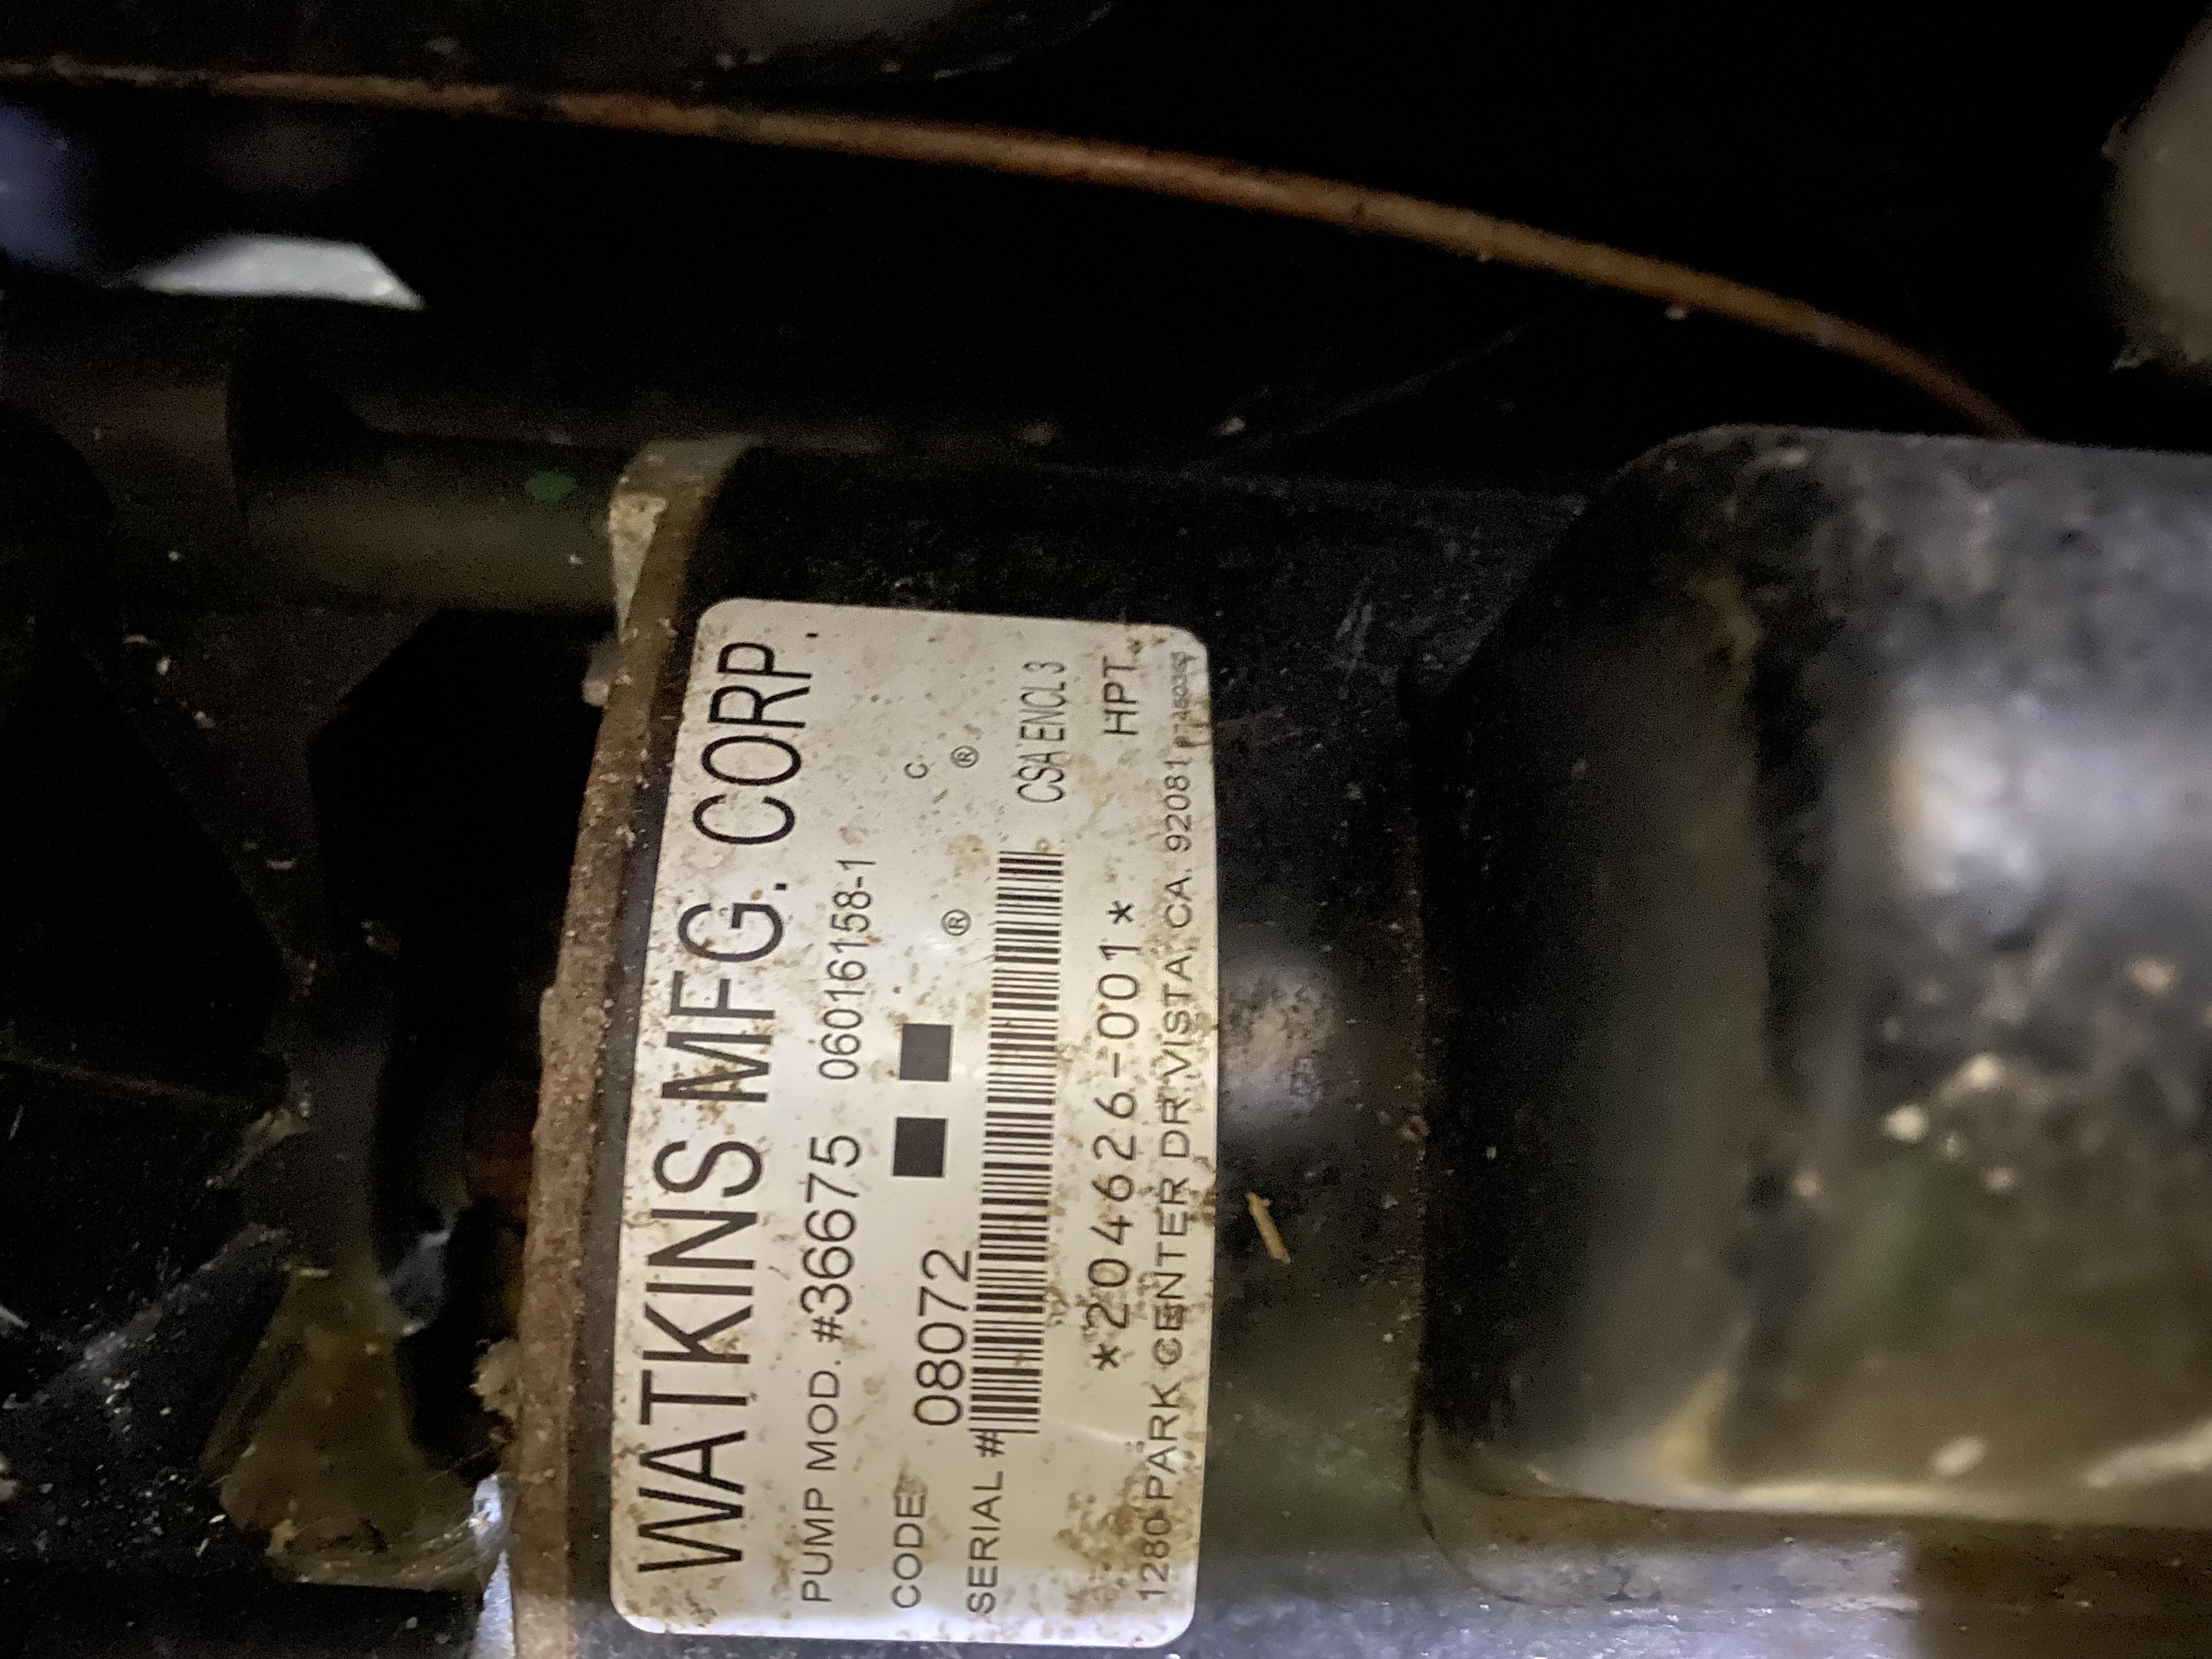 WATKINS MFG. CORP.
PUMP MOD. #36675 06016158-1
C
CODE 08072 ® ®
SERIAL # CSA ENCL 3
*204626-001* HPT
1280 PARK CENTER DR. VISTA, CA. 92081